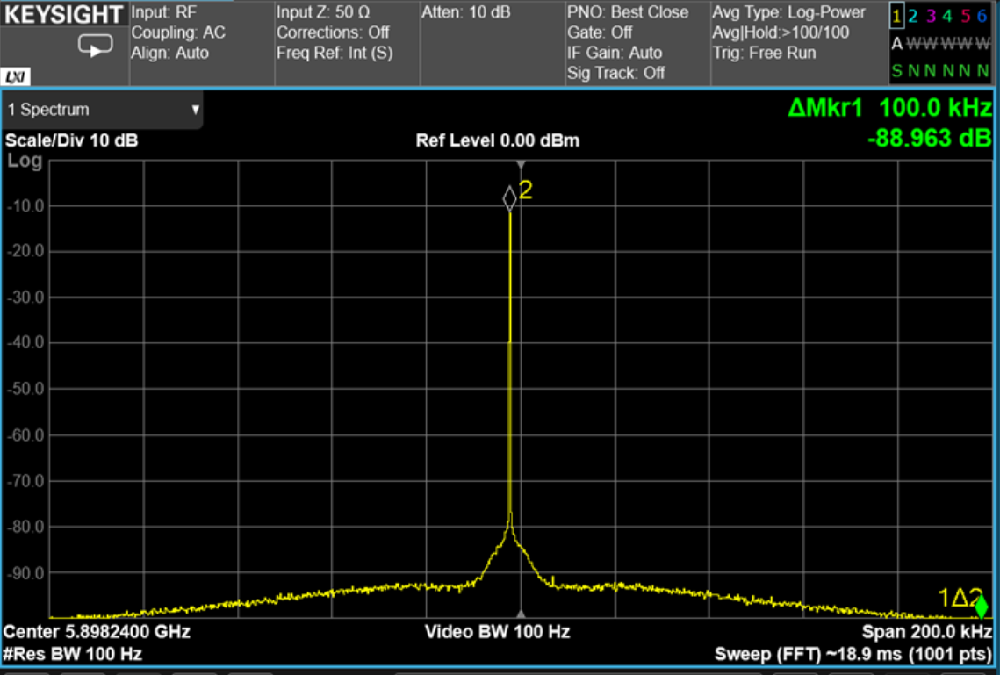 KEYSIGHT
LXI
Input: RF
Coupling: AC
Align: Auto
Input Z: 50 Ω
Corrections: Off
Freq Ref: Int (S)
Atten: 10 dB
PNO: Best Close
Gate: Off
IF Gain: Auto
Sig Track: Off
Avg Type: Log-Power
Avg|Hold:>100/100
Trig: Free Run
1 2 3 4 5 6
A W W W W W
S N N N N N
1 Spectrum
ΔMkr1 100.0 kHz
-88.963 dB
Scale/Div 10 dB
Ref Level 0.00 dBm
Log
2
-10.0
-20.0
-30.0
-40.0
-50.0
-60.0
-70.0
-80.0
-90.0
1Δ2
Center 5.8982400 GHz
Video BW 100 Hz
Span 200.0 kHz
#Res BW 100 Hz
Sweep (FFT) ~18.9 ms (1001 pts)